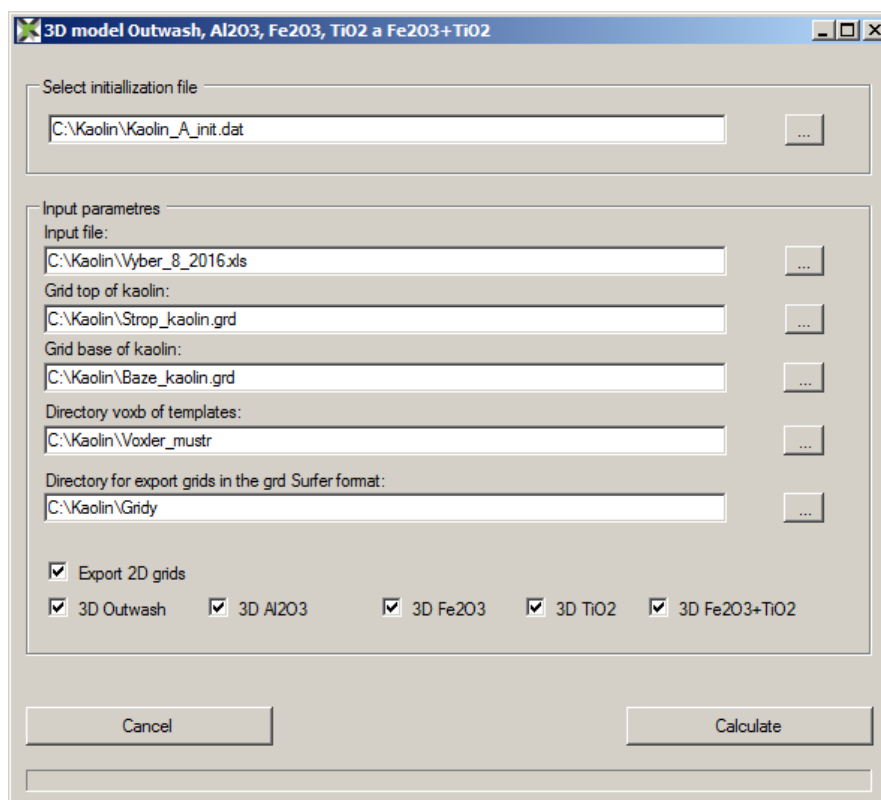 3D model Outwash, Al2O3, Fe2O3, TiO2 a Fe2O3+TiO2
Select initiallization file
C:\Kaolin\Kaolin_A_init.dat
...
Input parametres
Input file:
C:\Kaolin\Vyber_8_2016.xls
...
Grid top of kaolin:
C:\Kaolin\Strop_kaolin.grd
...
Grid base of kaolin:
C:\Kaolin\Baze_kaolin.grd
...
Directory voxb of templates:
C:\Kaolin\Voxler_mustr
...
Directory for export grids in the grd Surfer format:
C:\Kaolin\Gridy
...
Export 2D grids
3D Outwash 3D Al2O3 3D Fe2O3 3D TiO2 3D Fe2O3+TiO2
Cancel Calculate